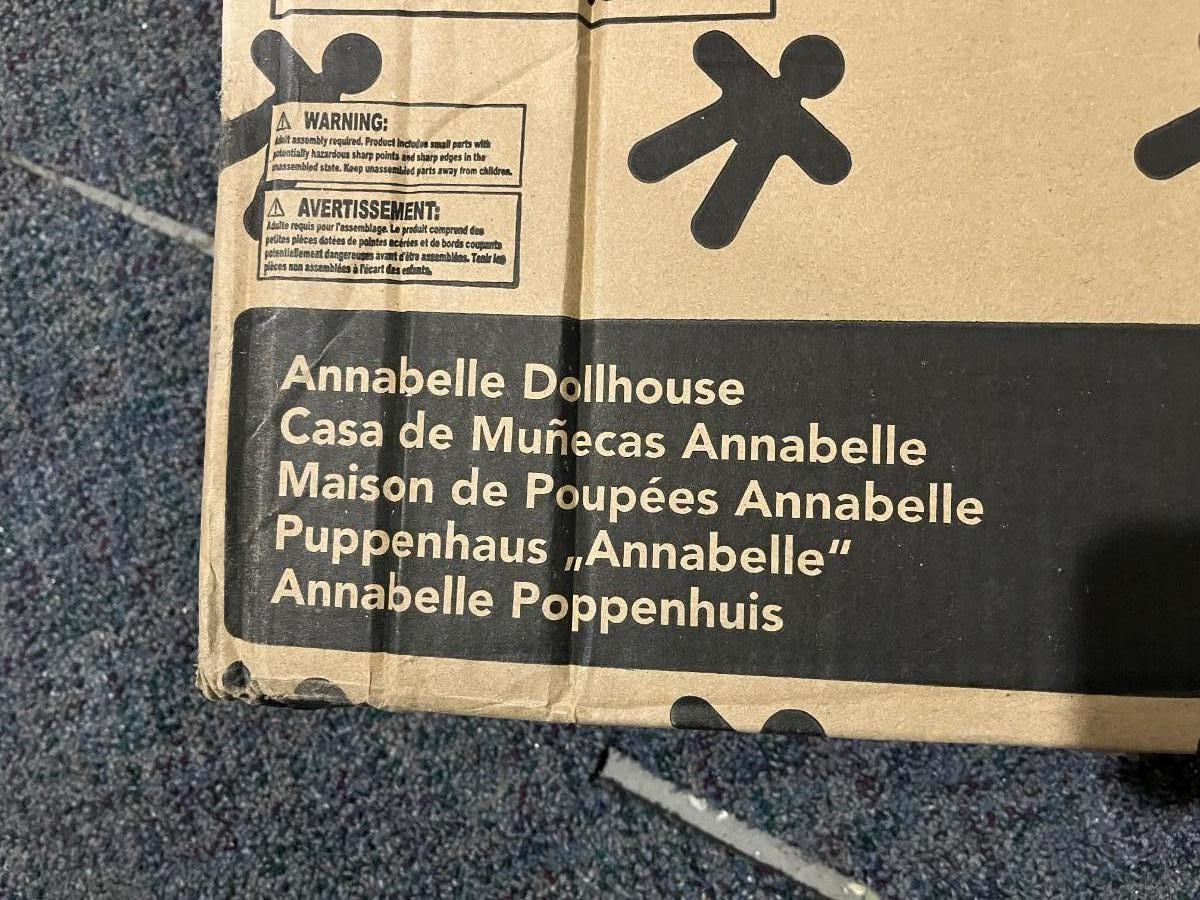 WARNING:
Adult assembly required. Product includes small parts with
potentially hazardous sharp points and sharp edges in the
unassembled state. Keep unassembled parts away from children.
AVERTISSEMENT:
Adulte requis pour l'assemblage. Le produit comprend des
petites pièces dotées de pointes acérées et de bords coupants
potentiellement dangereuses avant d'être assemblées. Tenir les
pièces non assemblées à l'écart des enfants.
Annabelle Dollhouse
Casa de Muñecas Annabelle
Maison de Poupées Annabelle
Puppenhaus „Annabelle“
Annabelle Poppenhuis